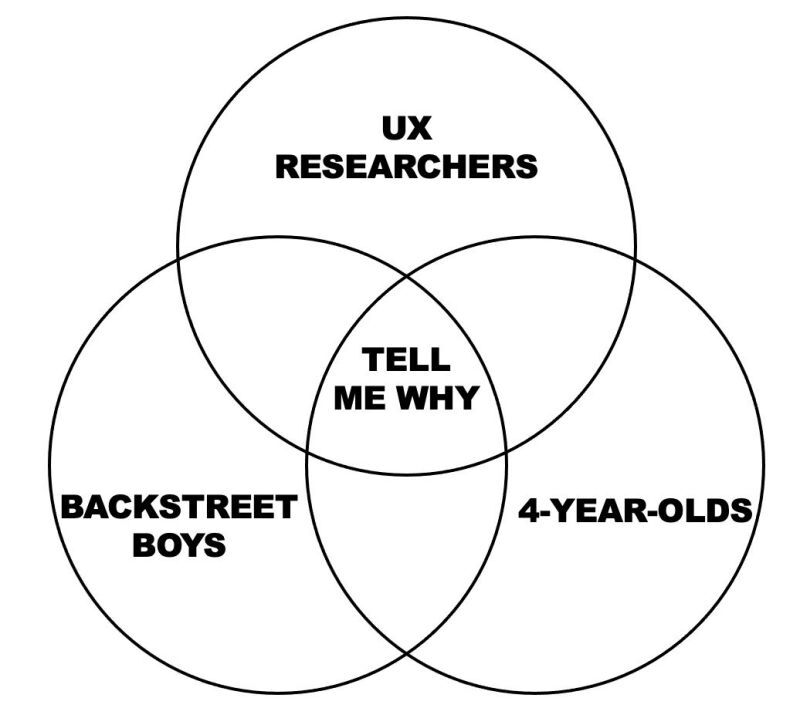 UX
RESEARCHERS
TELL
ME WHY
BACKSTREET
BOYS
4-YEAR-OLDS